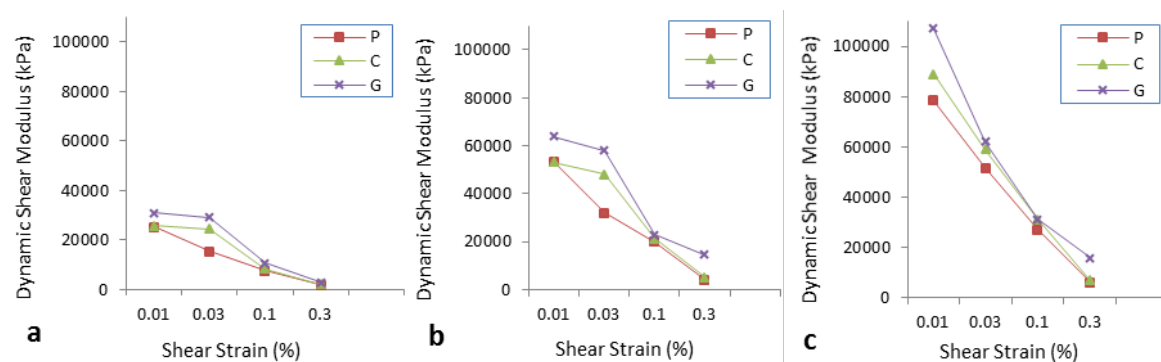 Dynamic Shear Modulus (kPa)
100000
80000
60000
40000
20000
0
P
C
G
0.01 0.03 0.1 0.3
Shear Strain (%)
a
Dynamic Shear Modulus (kPa)
100000
80000
60000
40000
20000
0
P
C
G
0.01 0.03 0.1 0.3
Shear Strain (%)
b
Dynamic Shear Modulus (kPa)
100000
80000
60000
40000
20000
0
P
C
G
0.01 0.03 0.1 0.3
Shear Strain (%)
c